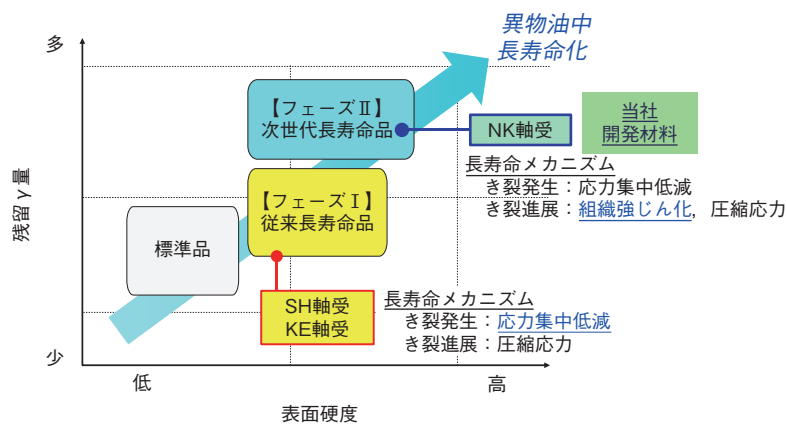 異物油中
長寿命化
多
【フェーズⅡ】
次世代長寿命品
NK軸受
当社
開発材料
長寿命メカニズム
き裂発生：応力集中低減
き裂進展：組織強じん化，圧縮応力
残留γ量
【フェーズⅠ】
従来長寿命品
標準品
SH軸受
KE軸受
長寿命メカニズム
き裂発生：応力集中低減
き裂進展：圧縮応力
少
低
高
表面硬度